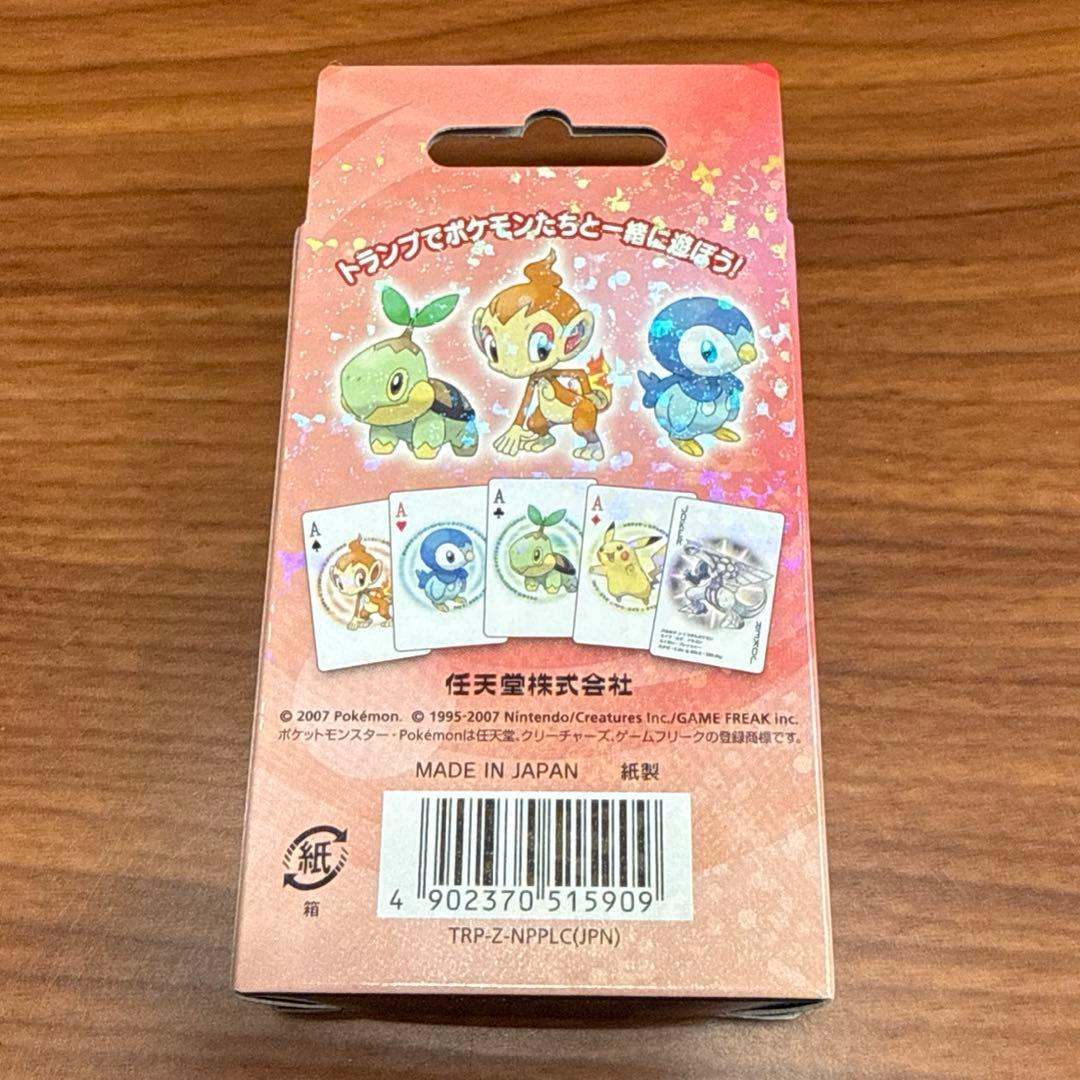 トランプでポケモンたちと一緒に遊ぼう!
A
A
A
A
JOKER
JOKER
任天堂株式会社
© 2007 Pokémon. © 1995-2007 Nintendo/Creatures Inc./GAME FREAK inc.
ポケットモンスター・Pokémonは任天堂、クリーチャーズ、ゲームフリークの登録商標です。
MADE IN JAPAN 紙製
紙
箱
4 902370 515909
TRP-Z-NPPLC(JPN)